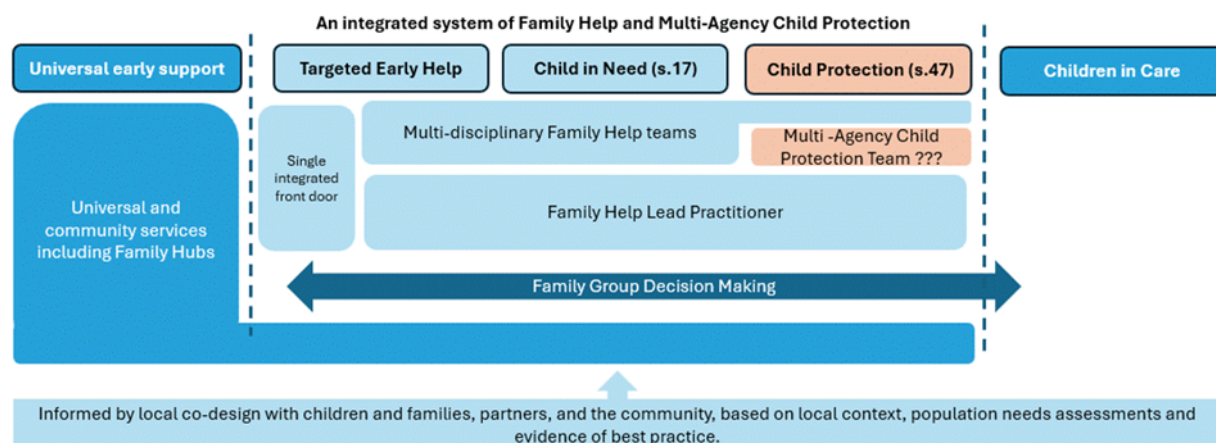 An integrated system of Family Help and Multi-Agency Child Protection
Universal early support
Targeted Early Help
Child in Need (s.17)
Child Protection (s.47)
Children in Care
Universal and
community services
including Family Hubs
Single
integrated
front door
Multi-disciplinary Family Help teams
Multi -Agency Child
Protection Team ???
Family Help Lead Practitioner
Family Group Decision Making
Informed by local co-design with children and families, partners, and the community, based on local context, population needs assessments and
evidence of best practice.